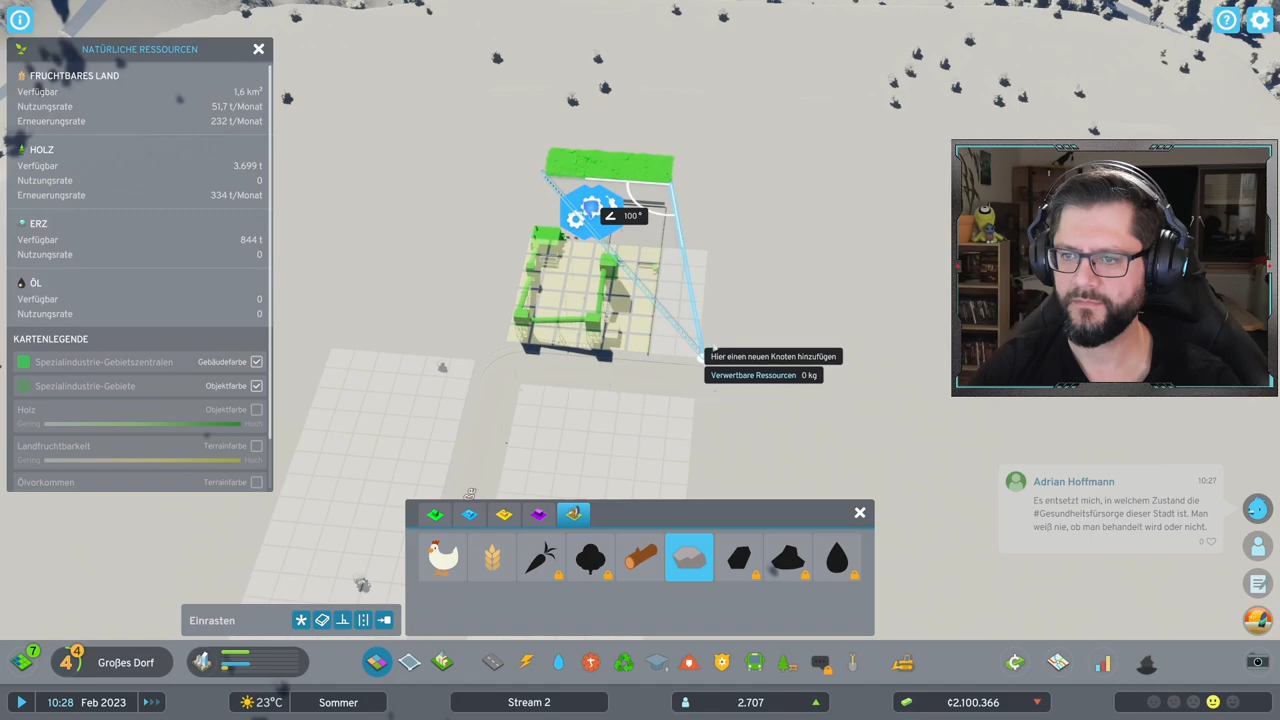 NATÜRLICHE RESSOURCEN
FRUCHTBARES LAND
Verfügbar 1,6 km²
Nutzungsrate 51,7 t/Monat
Erneuerungsrate 232 t/Monat
HOLZ
Verfügbar 3.699 t
Nutzungsrate 0
Erneuerungsrate 334 t/Monat
ERZ
Verfügbar 844 t
Nutzungsrate 0
ÖL
Verfügbar 0
Nutzungsrate 0
KARTENLEGENDE
Spezialindustrie-Gebietszentralen Gebäudefarbe
Spezialindustrie-Gebiete Objektfarbe
Holz Objektfarbe
Gering Hoch
Landfruchtbarkeit Terrainfarbe
Gering Hoch
Ölvorkommen Terrainfarbe
100°
Hier einen neuen Knoten hinzufügen
Verwertbare Ressourcen 0 kg
Adrian Hoffmann 10:27
Es entsetzt mich, in welchem Zustand die
#Gesundheitsfürsorge dieser Stadt ist. Man
weiß nie, ob man behandelt wird oder nicht.
0
Einrasten
7
4
Großes Dorf
10:28 Feb 2023
23°C
Sommer
Stream 2
2.707
¢2.100.366